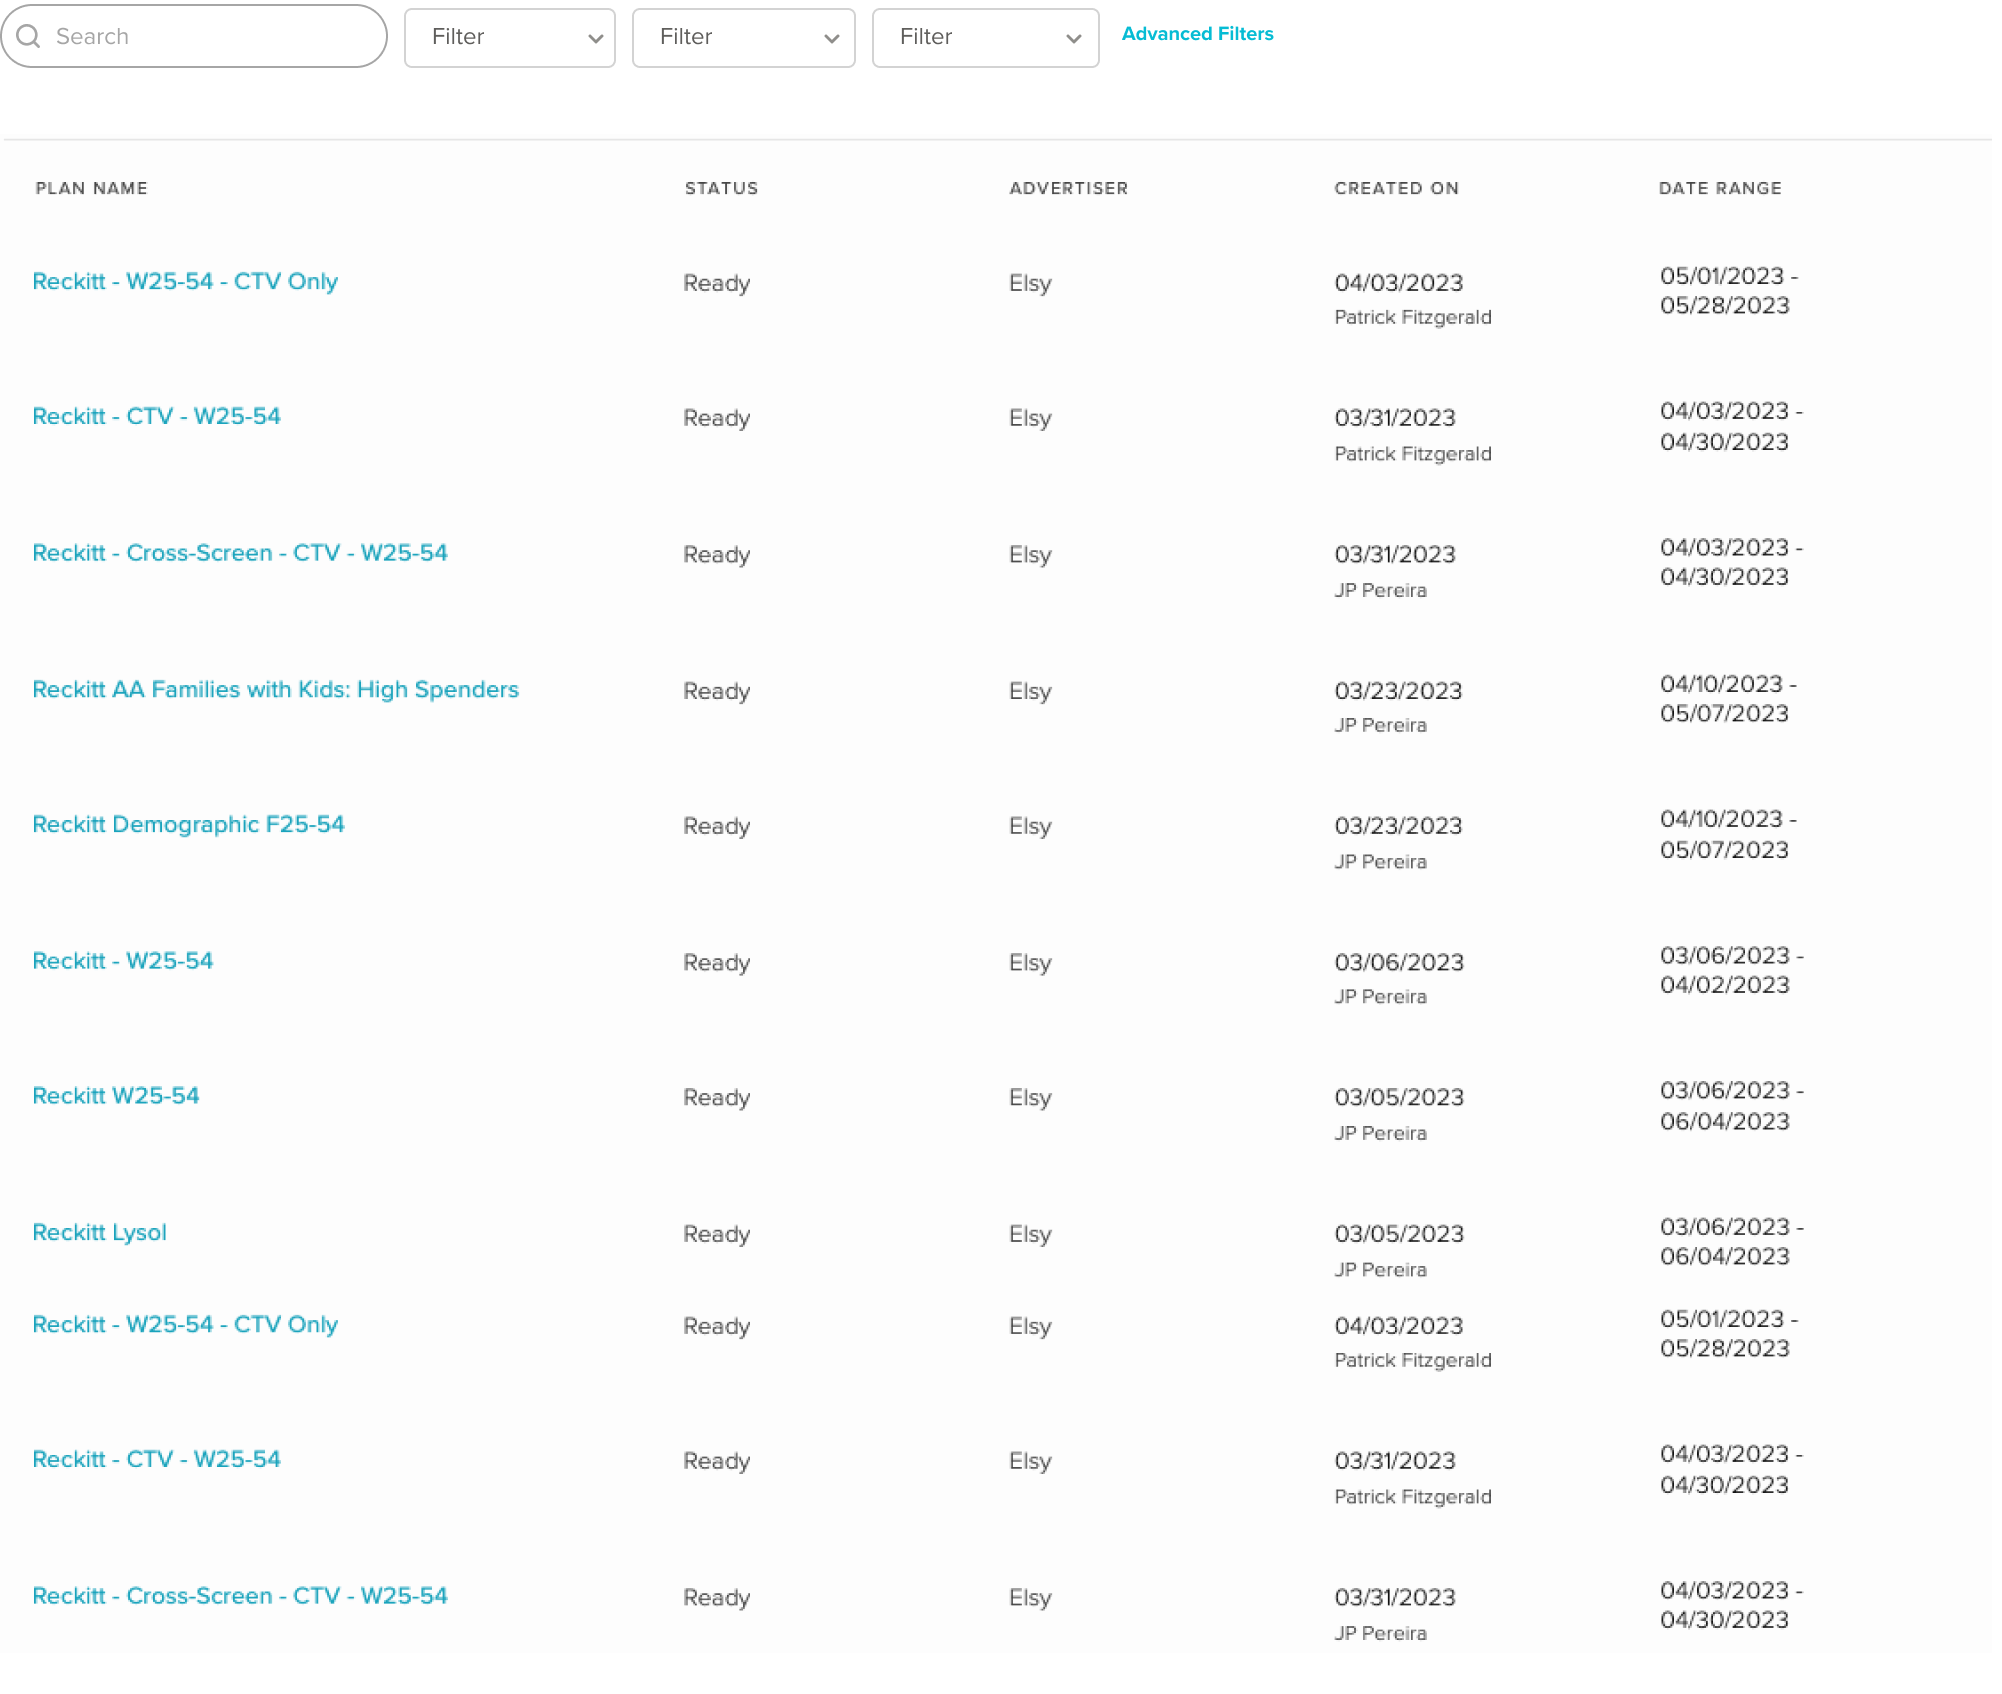 Search Filter Filter Filter Advanced Filters
PLAN NAME STATUS ADVERTISER CREATED ON DATE RANGE
Reckitt - W25-54 - CTV Only Ready Elsy 04/03/2023 05/01/2023 -
Patrick Fitzgerald 05/28/2023
Reckitt - CTV - W25-54 Ready Elsy 03/31/2023 04/03/2023 -
Patrick Fitzgerald 04/30/2023
Reckitt - Cross-Screen - CTV - W25-54 Ready Elsy 03/31/2023 04/03/2023 -
JP Pereira 04/30/2023
Reckitt AA Families with Kids: High Spenders Ready Elsy 03/23/2023 04/10/2023 -
JP Pereira 05/07/2023
Reckitt Demographic F25-54 Ready Elsy 03/23/2023 04/10/2023 -
JP Pereira 05/07/2023
Reckitt - W25-54 Ready Elsy 03/06/2023 03/06/2023 -
JP Pereira 04/02/2023
Reckitt W25-54 Ready Elsy 03/05/2023 03/06/2023 -
JP Pereira 06/04/2023
Reckitt Lysol Ready Elsy 03/05/2023 03/06/2023 -
JP Pereira 06/04/2023
Reckitt - W25-54 - CTV Only Ready Elsy 04/03/2023 05/01/2023 -
Patrick Fitzgerald 05/28/2023
Reckitt - CTV - W25-54 Ready Elsy 03/31/2023 04/03/2023 -
Patrick Fitzgerald 04/30/2023
Reckitt - Cross-Screen - CTV - W25-54 Ready Elsy 03/31/2023 04/03/2023 -
JP Pereira 04/30/2023